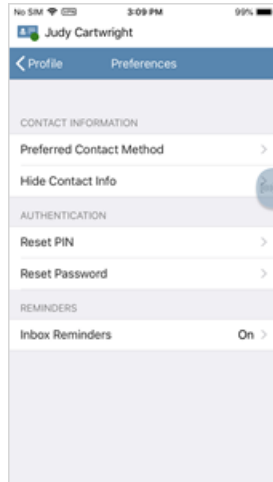 No SIM VPN 3:09 PM 99%
Judy Cartwright
Profile Preferences
CONTACT INFORMATION
Preferred Contact Method
Hide Contact Info
AUTHENTICATION
Reset PIN
Reset Password
REMINDERS
Inbox Reminders On